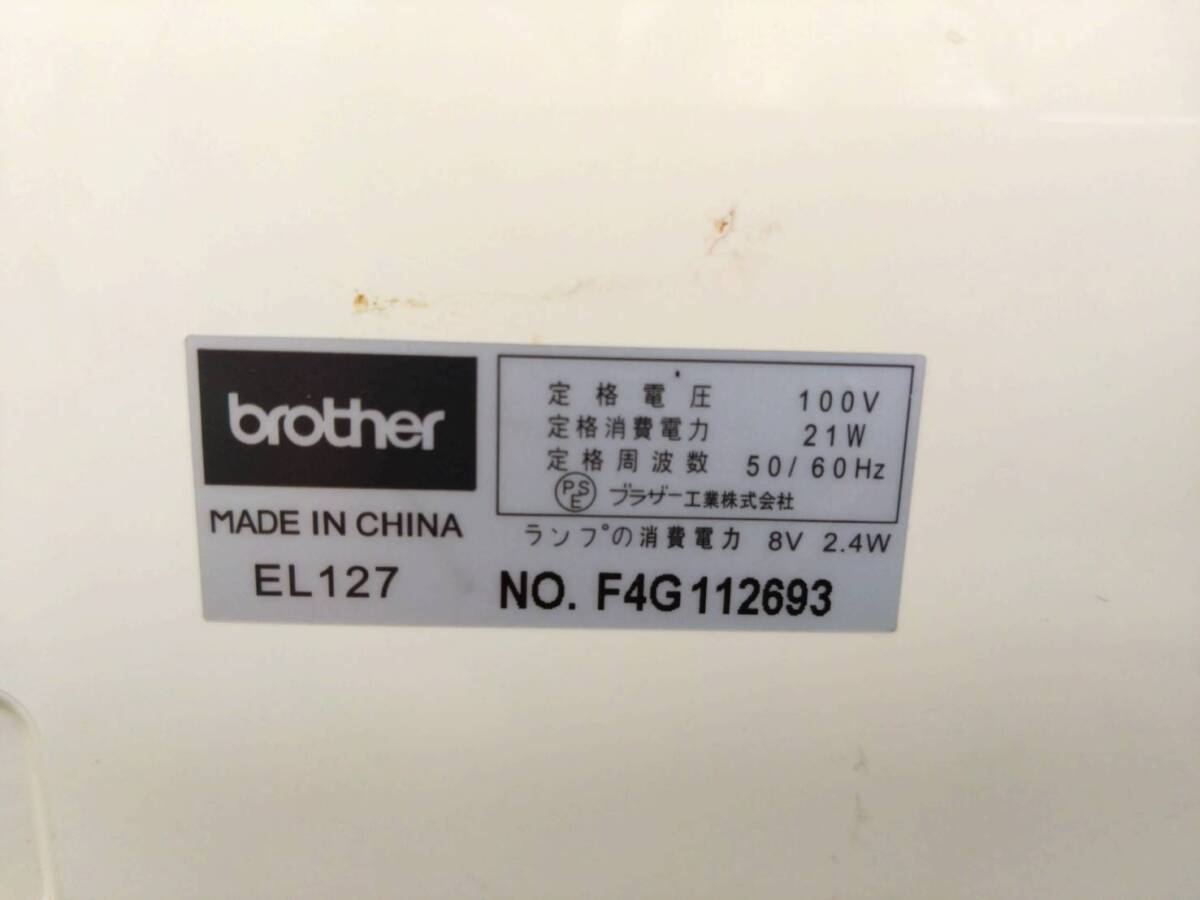 brother
定格電圧 100V
定格消費電力 21W
定格周波数 50/60Hz
PSE ブラザー工業株式会社
MADE IN CHINA
ランプの消費電力 8V 2.4W
EL127
NO. F4G112693